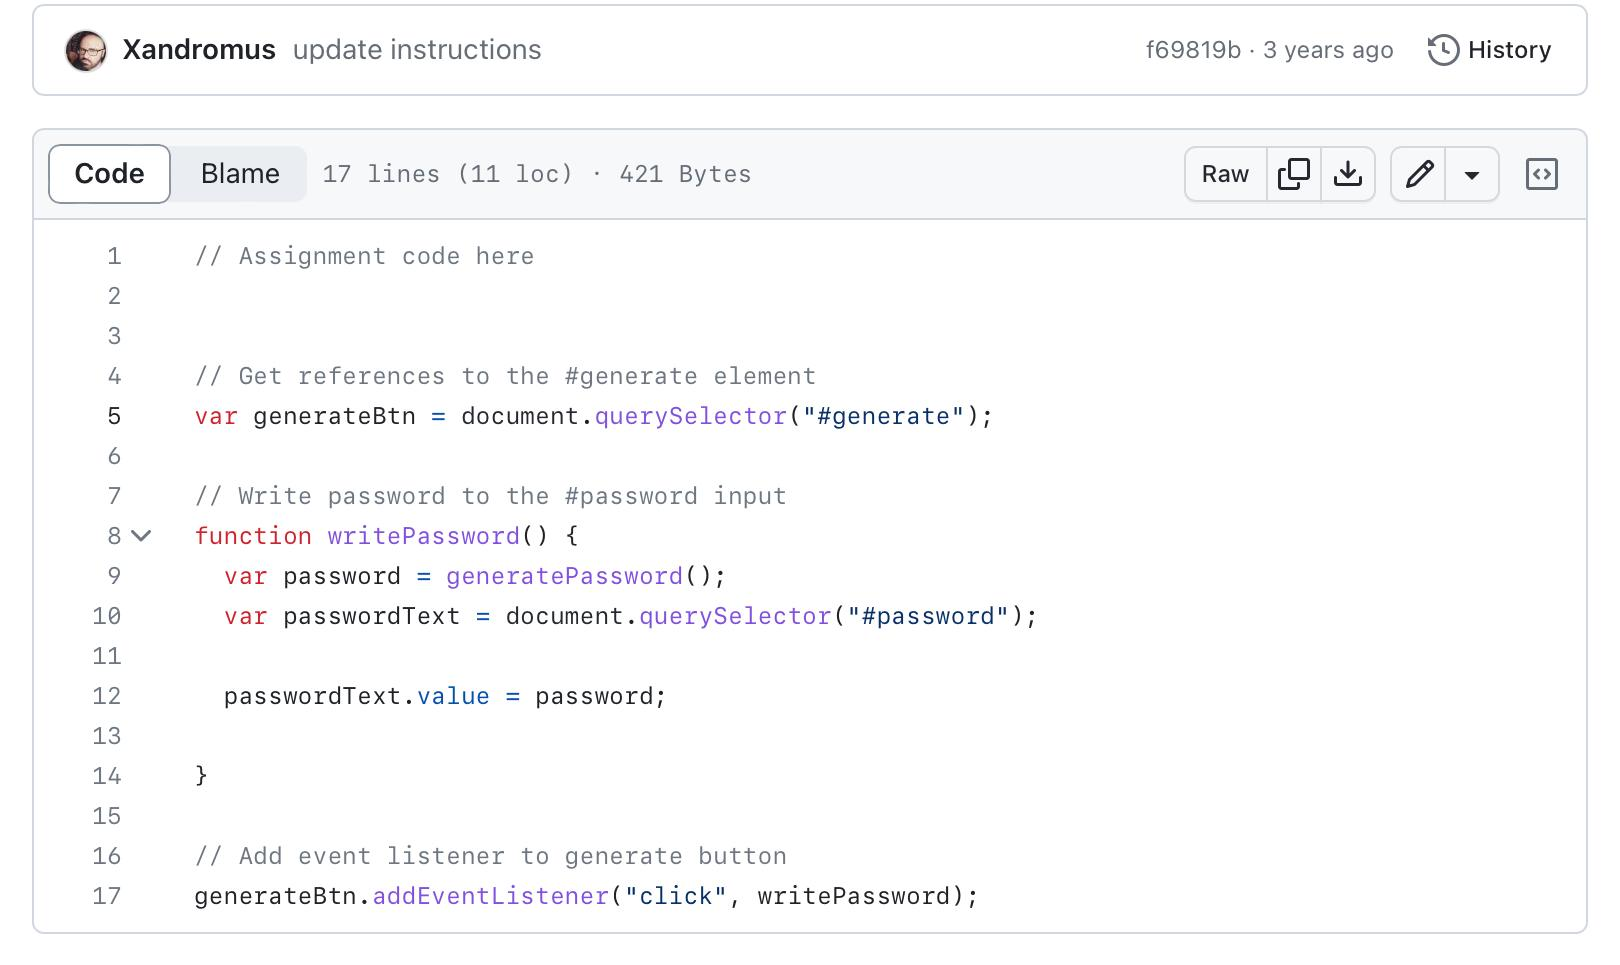 Xandromus update instructions f69819b · 3 years ago History
Code Blame 17 lines (11 loc) · 421 Bytes Raw
1 // Assignment code here
2
3
4 // Get references to the #generate element
5 var generateBtn = document.querySelector("#generate");
6
7 // Write password to the #password input
8 function writePassword() {
9   var password = generatePassword();
10   var passwordText = document.querySelector("#password");
11
12   passwordText.value = password;
13
14 }
15
16 // Add event listener to generate button
17 generateBtn.addEventListener("click", writePassword);